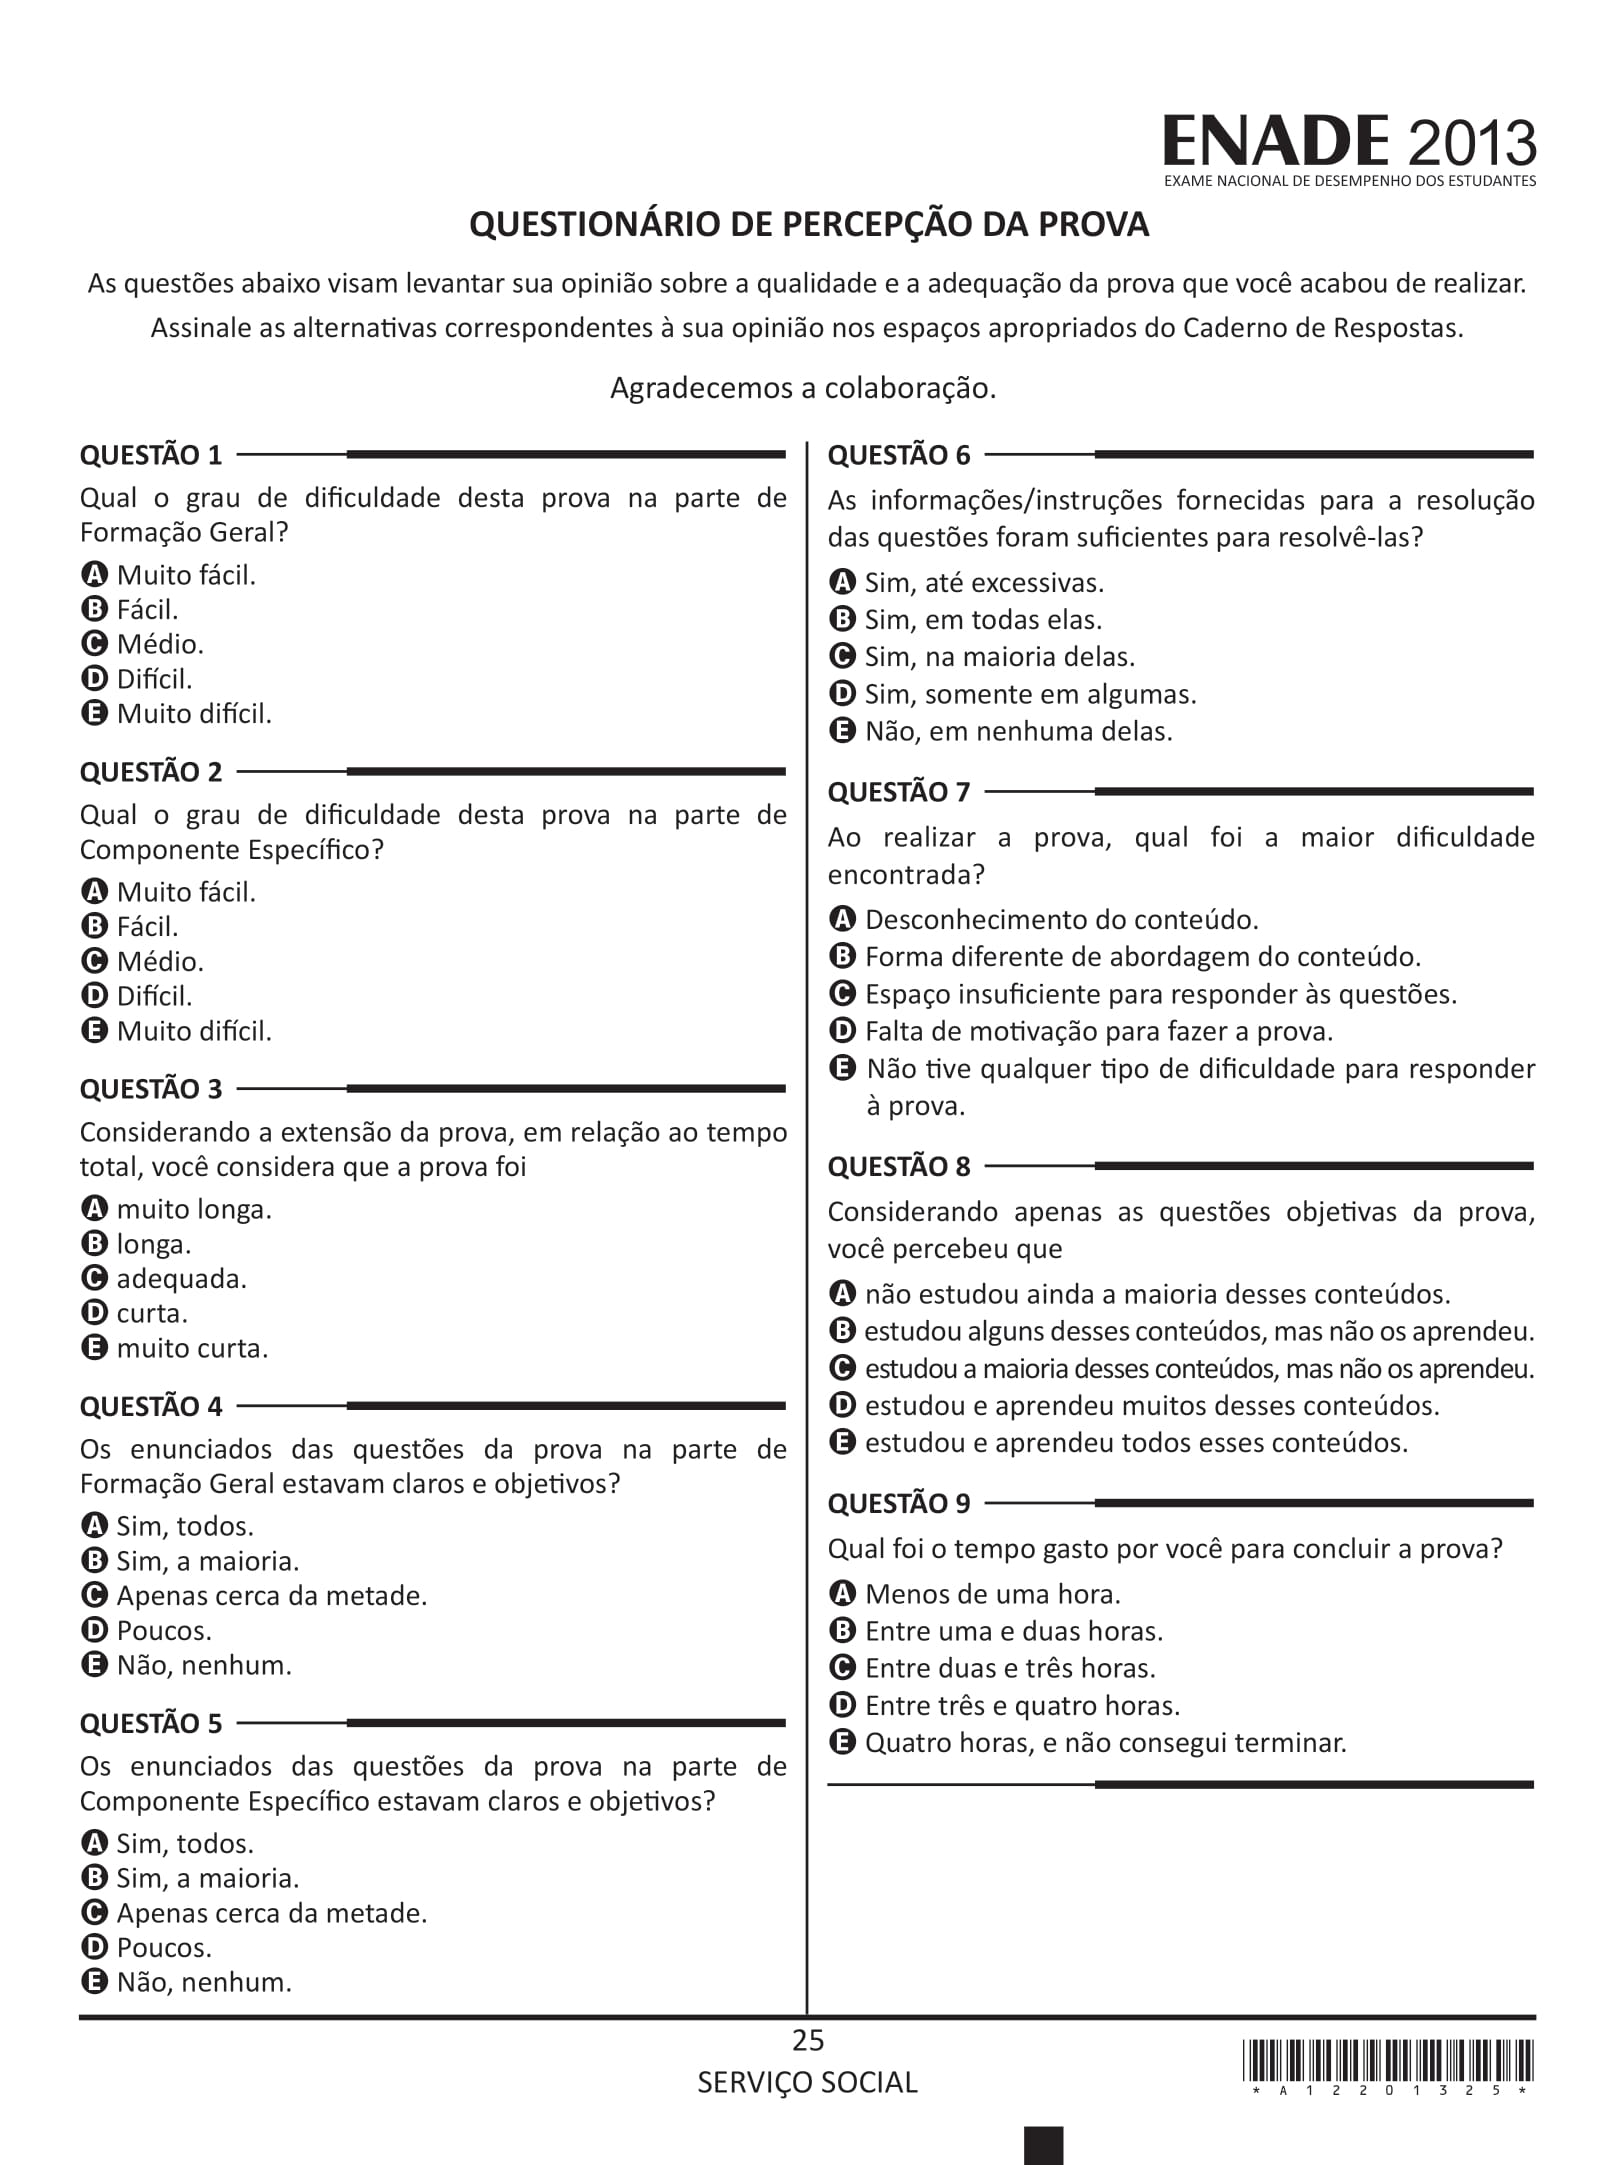 ENADE 2013
EXAME NACIONAL DE DESEMPENHO DOS ESTUDANTES
QUESTIONÁRIO DE PERCEPÇÃO DA PROVA
As questões abaixo visam levantar sua opinião sobre a qualidade e a adequação da prova que você acabou de realizar.
Assinale as alternativas correspondentes à sua opinião nos espaços apropriados do Caderno de Respostas.
Agradecemos a colaboração.
QUESTÃO 1
Qual o grau de dificuldade desta prova na parte de
Formação Geral?
A Muito fácil.
B Fácil.
C Médio.
D Difícil.
E Muito difícil.
QUESTÃO 2
Qual o grau de dificuldade desta prova na parte de
Componente Específico?
A Muito fácil.
B Fácil.
C Médio.
D Difícil.
E Muito difícil.
QUESTÃO 3
Considerando a extensão da prova, em relação ao tempo
total, você considera que a prova foi
A muito longa.
B longa.
C adequada.
D curta.
E muito curta.
QUESTÃO 4
Os enunciados das questões da prova na parte de
Formação Geral estavam claros e objetivos?
A Sim, todos.
B Sim, a maioria.
C Apenas cerca da metade.
D Poucos.
E Não, nenhum.
QUESTÃO 5
Os enunciados das questões da prova na parte de
Componente Específico estavam claros e objetivos?
A Sim, todos.
B Sim, a maioria.
C Apenas cerca da metade.
D Poucos.
E Não, nenhum.
QUESTÃO 6
As informações/instruções fornecidas para a resolução
das questões foram suficientes para resolvê-las?
A Sim, até excessivas.
B Sim, em todas elas.
C Sim, na maioria delas.
D Sim, somente em algumas.
E Não, em nenhuma delas.
QUESTÃO 7
Ao realizar a prova, qual foi a maior dificuldade
encontrada?
A Desconhecimento do conteúdo.
B Forma diferente de abordagem do conteúdo.
C Espaço insuficiente para responder às questões.
D Falta de motivação para fazer a prova.
E Não tive qualquer tipo de dificuldade para responder
à prova.
QUESTÃO 8
Considerando apenas as questões objetivas da prova,
você percebeu que
A não estudou ainda a maioria desses conteúdos.
B estudou alguns desses conteúdos, mas não os aprendeu.
C estudou a maioria desses conteúdos, mas não os aprendeu.
D estudou e aprendeu muitos desses conteúdos.
E estudou e aprendeu todos esses conteúdos.
QUESTÃO 9
Qual foi o tempo gasto por você para concluir a prova?
A Menos de uma hora.
B Entre uma e duas horas.
C Entre duas e três horas.
D Entre três e quatro horas.
E Quatro horas, e não consegui terminar.
25
SERVIÇO SOCIAL
*A12201325*